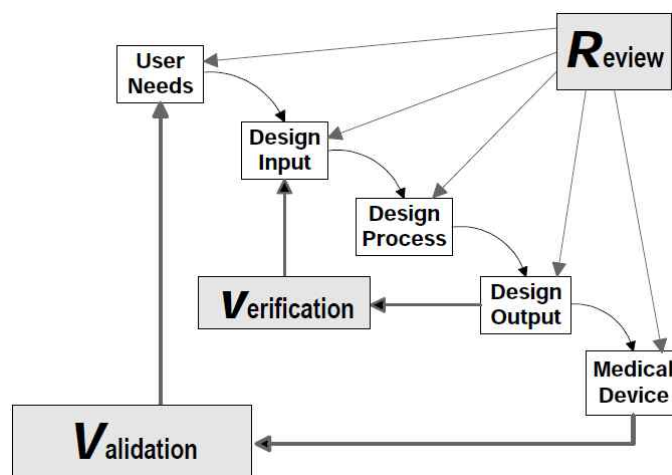 Review
User
Needs
Design
Input
Design
Process
Verification
Design
Output
Medical
Device
Validation